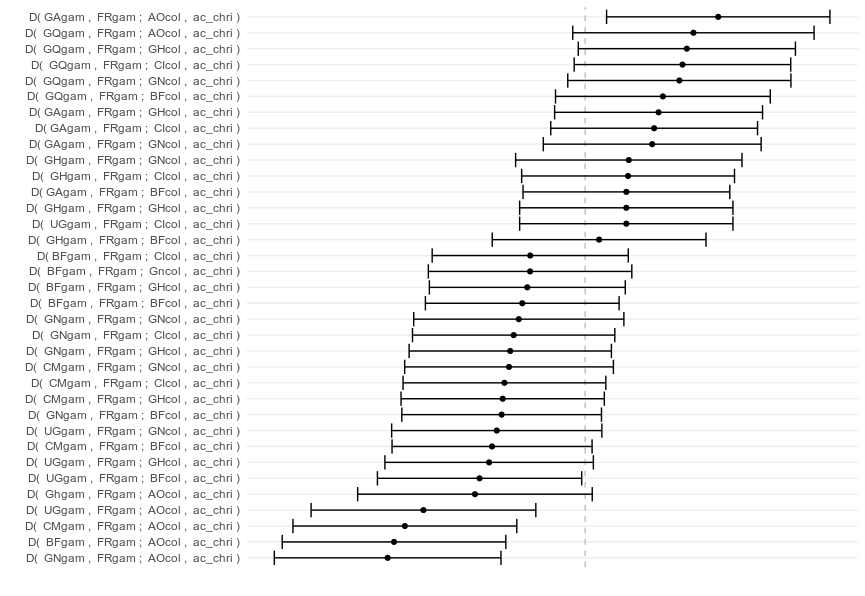 D( GAgam , FRgam ; AOcol , ac_chri )
D( GQgam , FRgam ; AOcol , ac_chri )
D( GQgam , FRgam ; GHcol , ac_chri )
D( GQgam , FRgam ; CIcol , ac_chri )
D( GQgam , FRgam ; GNcol , ac_chri )
D( GQgam , FRgam ; BFcol , ac_chri )
D( GAgam , FRgam ; GHcol , ac_chri )
D( GAgam , FRgam ; CIcol , ac_chri )
D( GAgam , FRgam ; GNcol , ac_chri )
D( GHgam , FRgam ; GNcol , ac_chri )
D( GHgam , FRgam ; CIcol , ac_chri )
D( GAgam , FRgam ; BFcol , ac_chri )
D( GHgam , FRgam ; GHcol , ac_chri )
D( UGgam , FRgam ; CIcol , ac_chri )
D( GHgam , FRgam ; BFcol , ac_chri )
D( BFgam , FRgam ; CIcol , ac_chri )
D( BFgam , FRgam ; Gncol , ac_chri )
D( BFgam , FRgam ; GHcol , ac_chri )
D( BFgam , FRgam ; BFcol , ac_chri )
D( GNgam , FRgam ; GNcol , ac_chri )
D( GNgam , FRgam ; CIcol , ac_chri )
D( GNgam , FRgam ; GHcol , ac_chri )
D( CMgam , FRgam ; GNcol , ac_chri )
D( CMgam , FRgam ; CIcol , ac_chri )
D( CMgam , FRgam ; GHcol , ac_chri )
D( GNgam , FRgam ; BFcol , ac_chri )
D( UGgam , FRgam ; GNcol , ac_chri )
D( CMgam , FRgam ; BFcol , ac_chri )
D( UGgam , FRgam ; GHcol , ac_chri )
D( UGgam , FRgam ; BFcol , ac_chri )
D( Ghgam , FRgam ; AOcol , ac_chri )
D( UGgam , FRgam ; AOcol , ac_chri )
D( CMgam , FRgam ; AOcol , ac_chri )
D( BFgam , FRgam ; AOcol , ac_chri )
D( GNgam , FRgam ; AOcol , ac_chri )